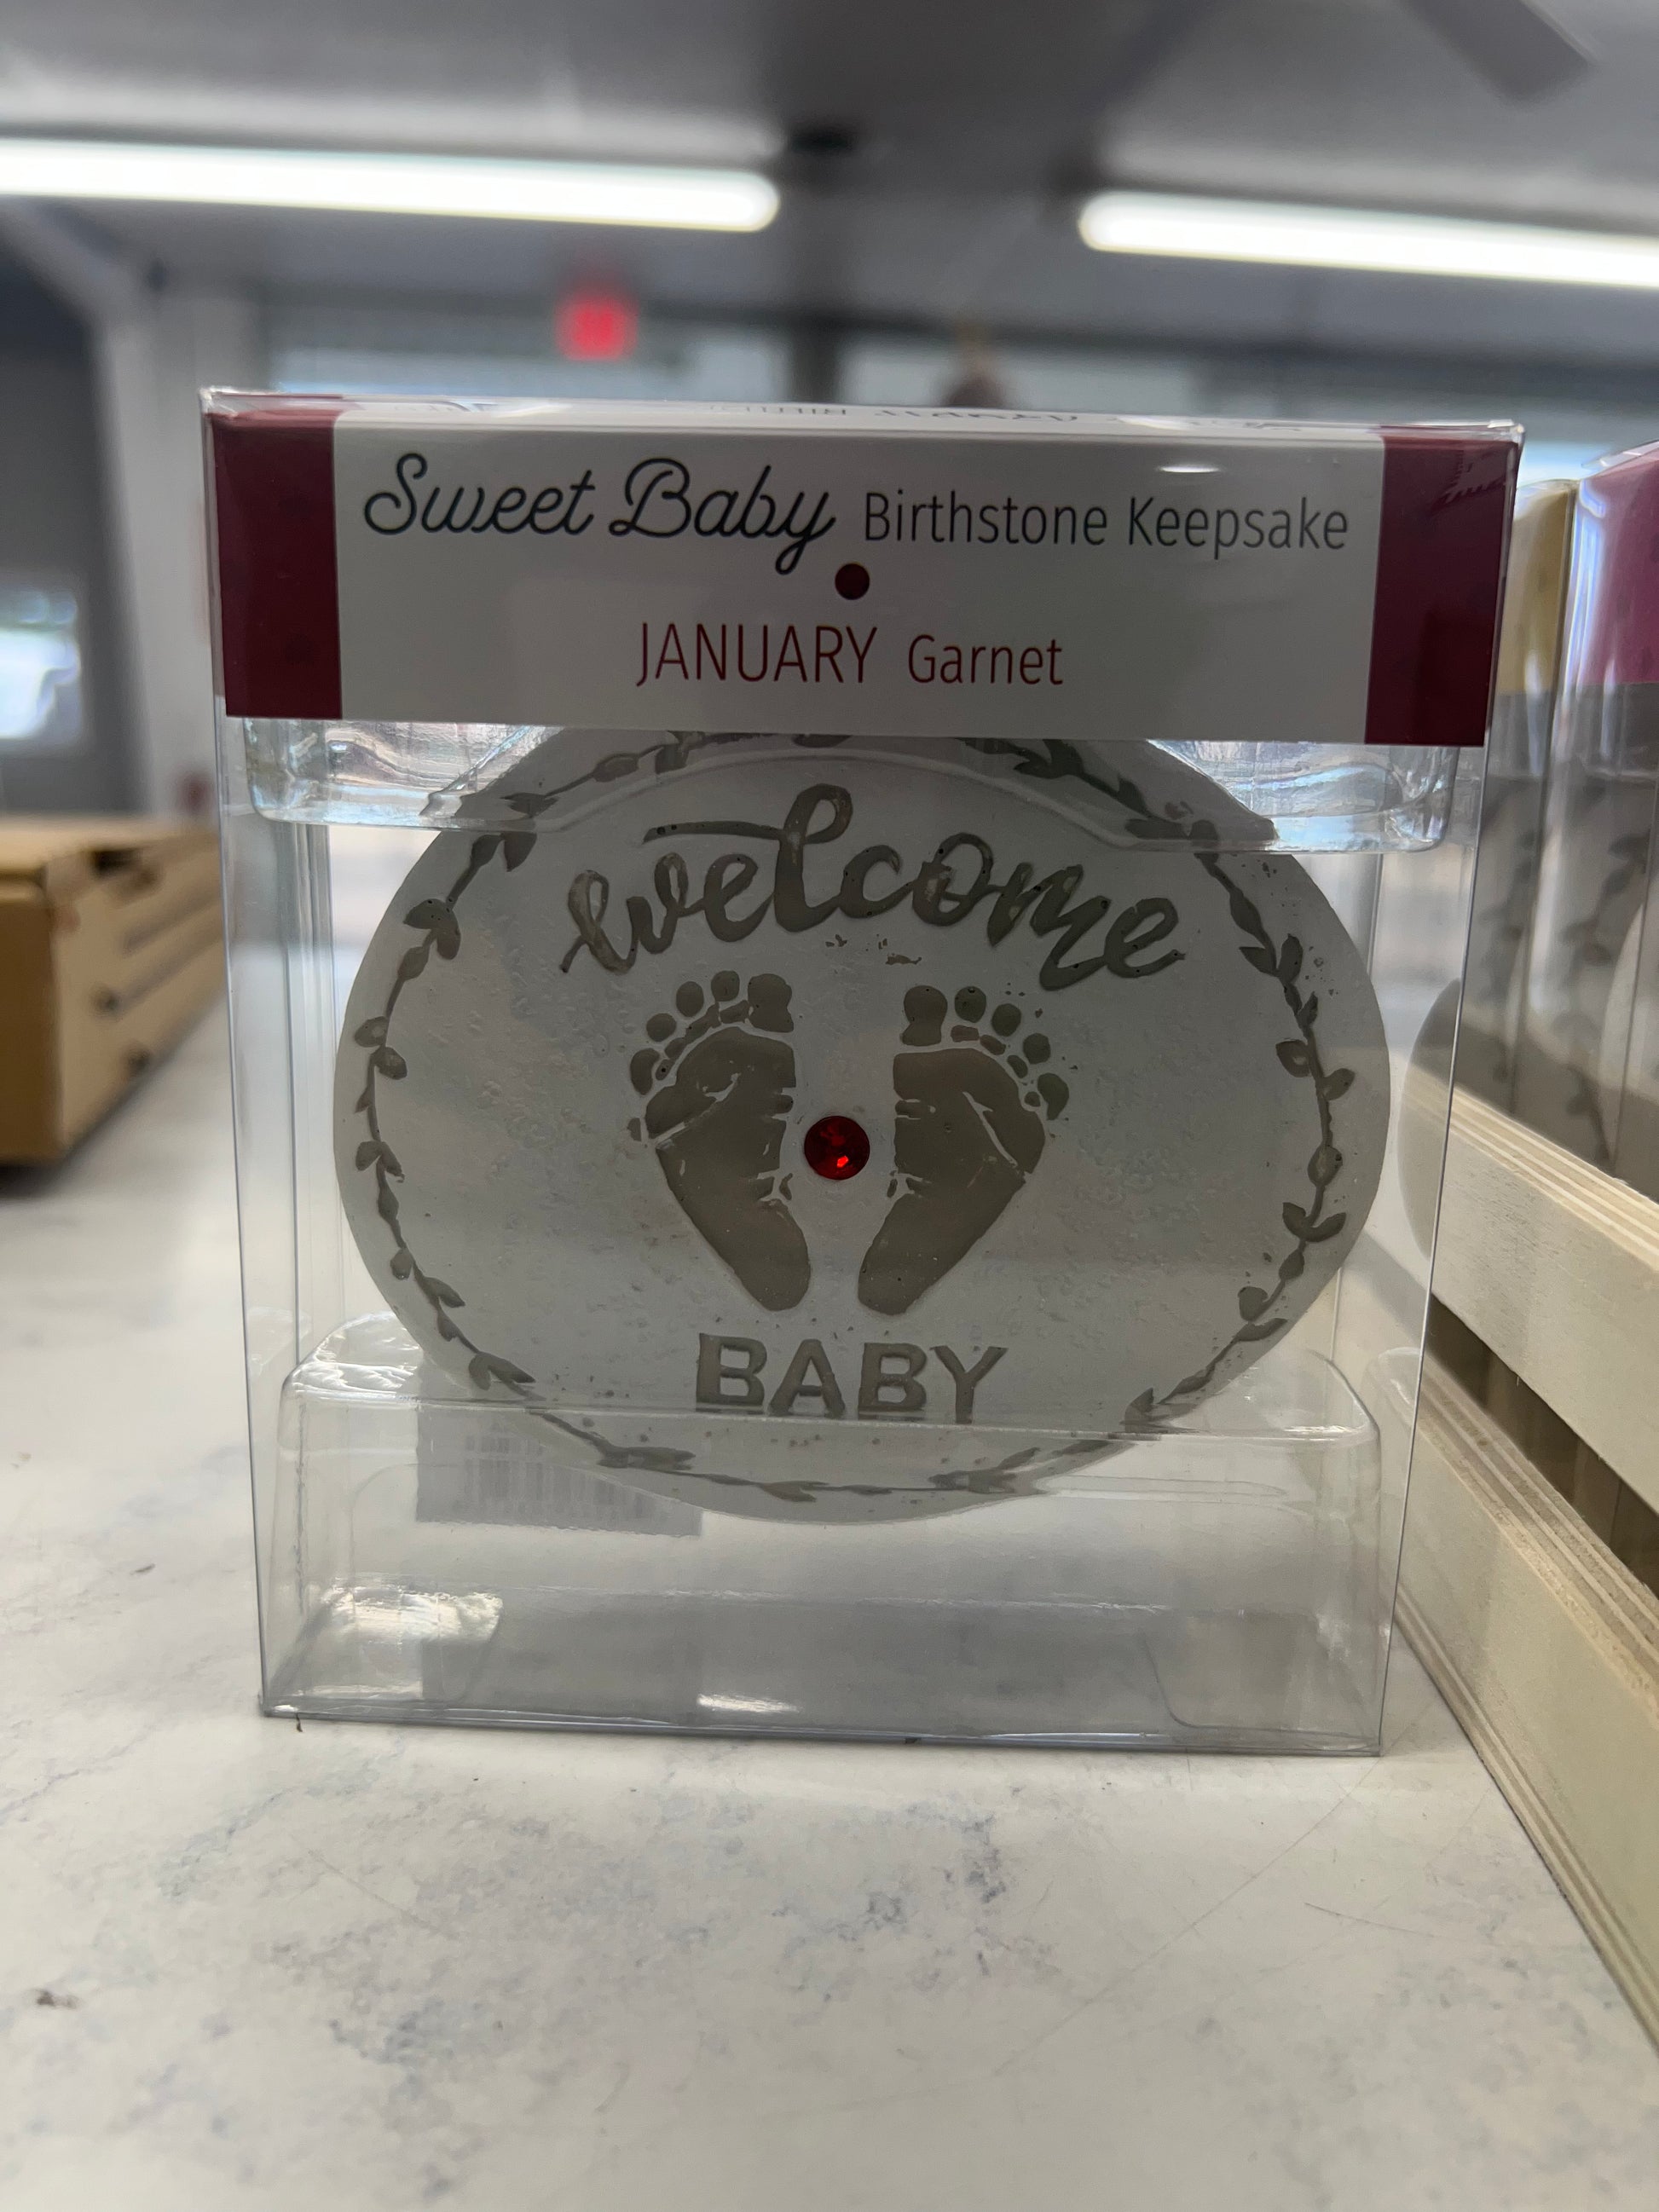 Sweet Baby Birthstone Keepsake
JANUARY Garnet
welcome
BABY